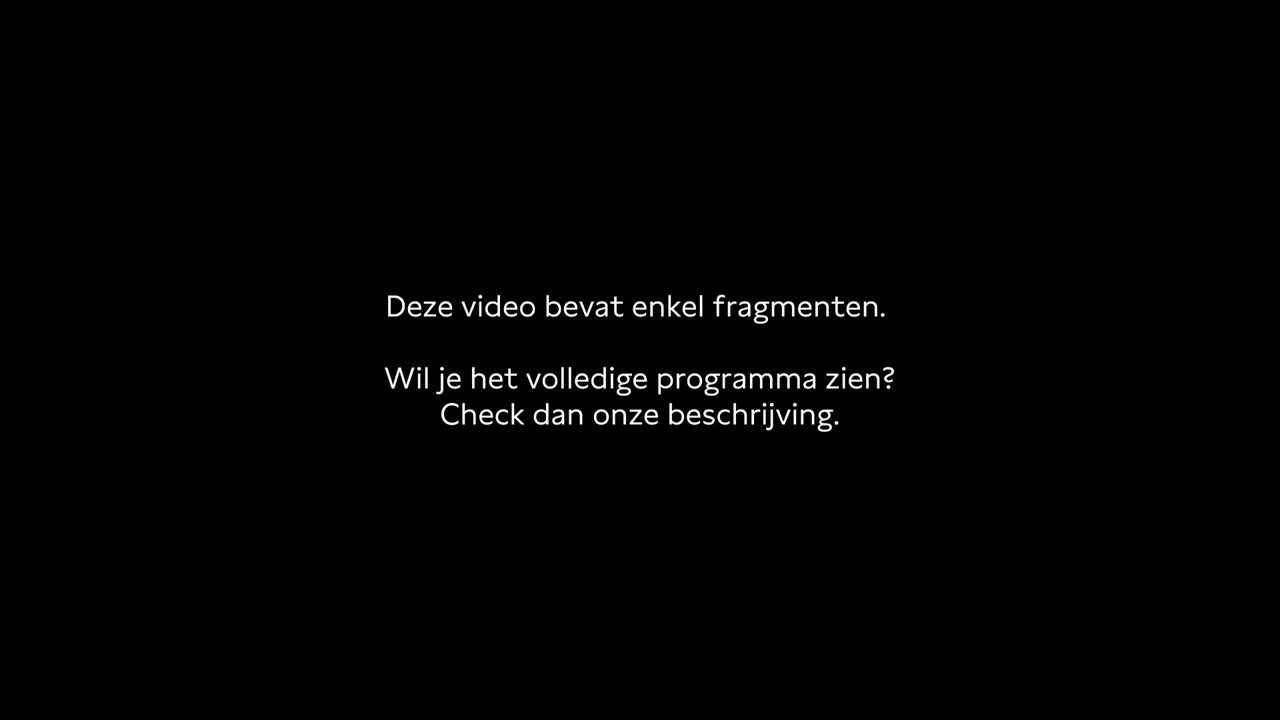 Deze video bevat enkel fragmenten.
Wil je het volledige programma zien?
Check dan onze beschrijving.